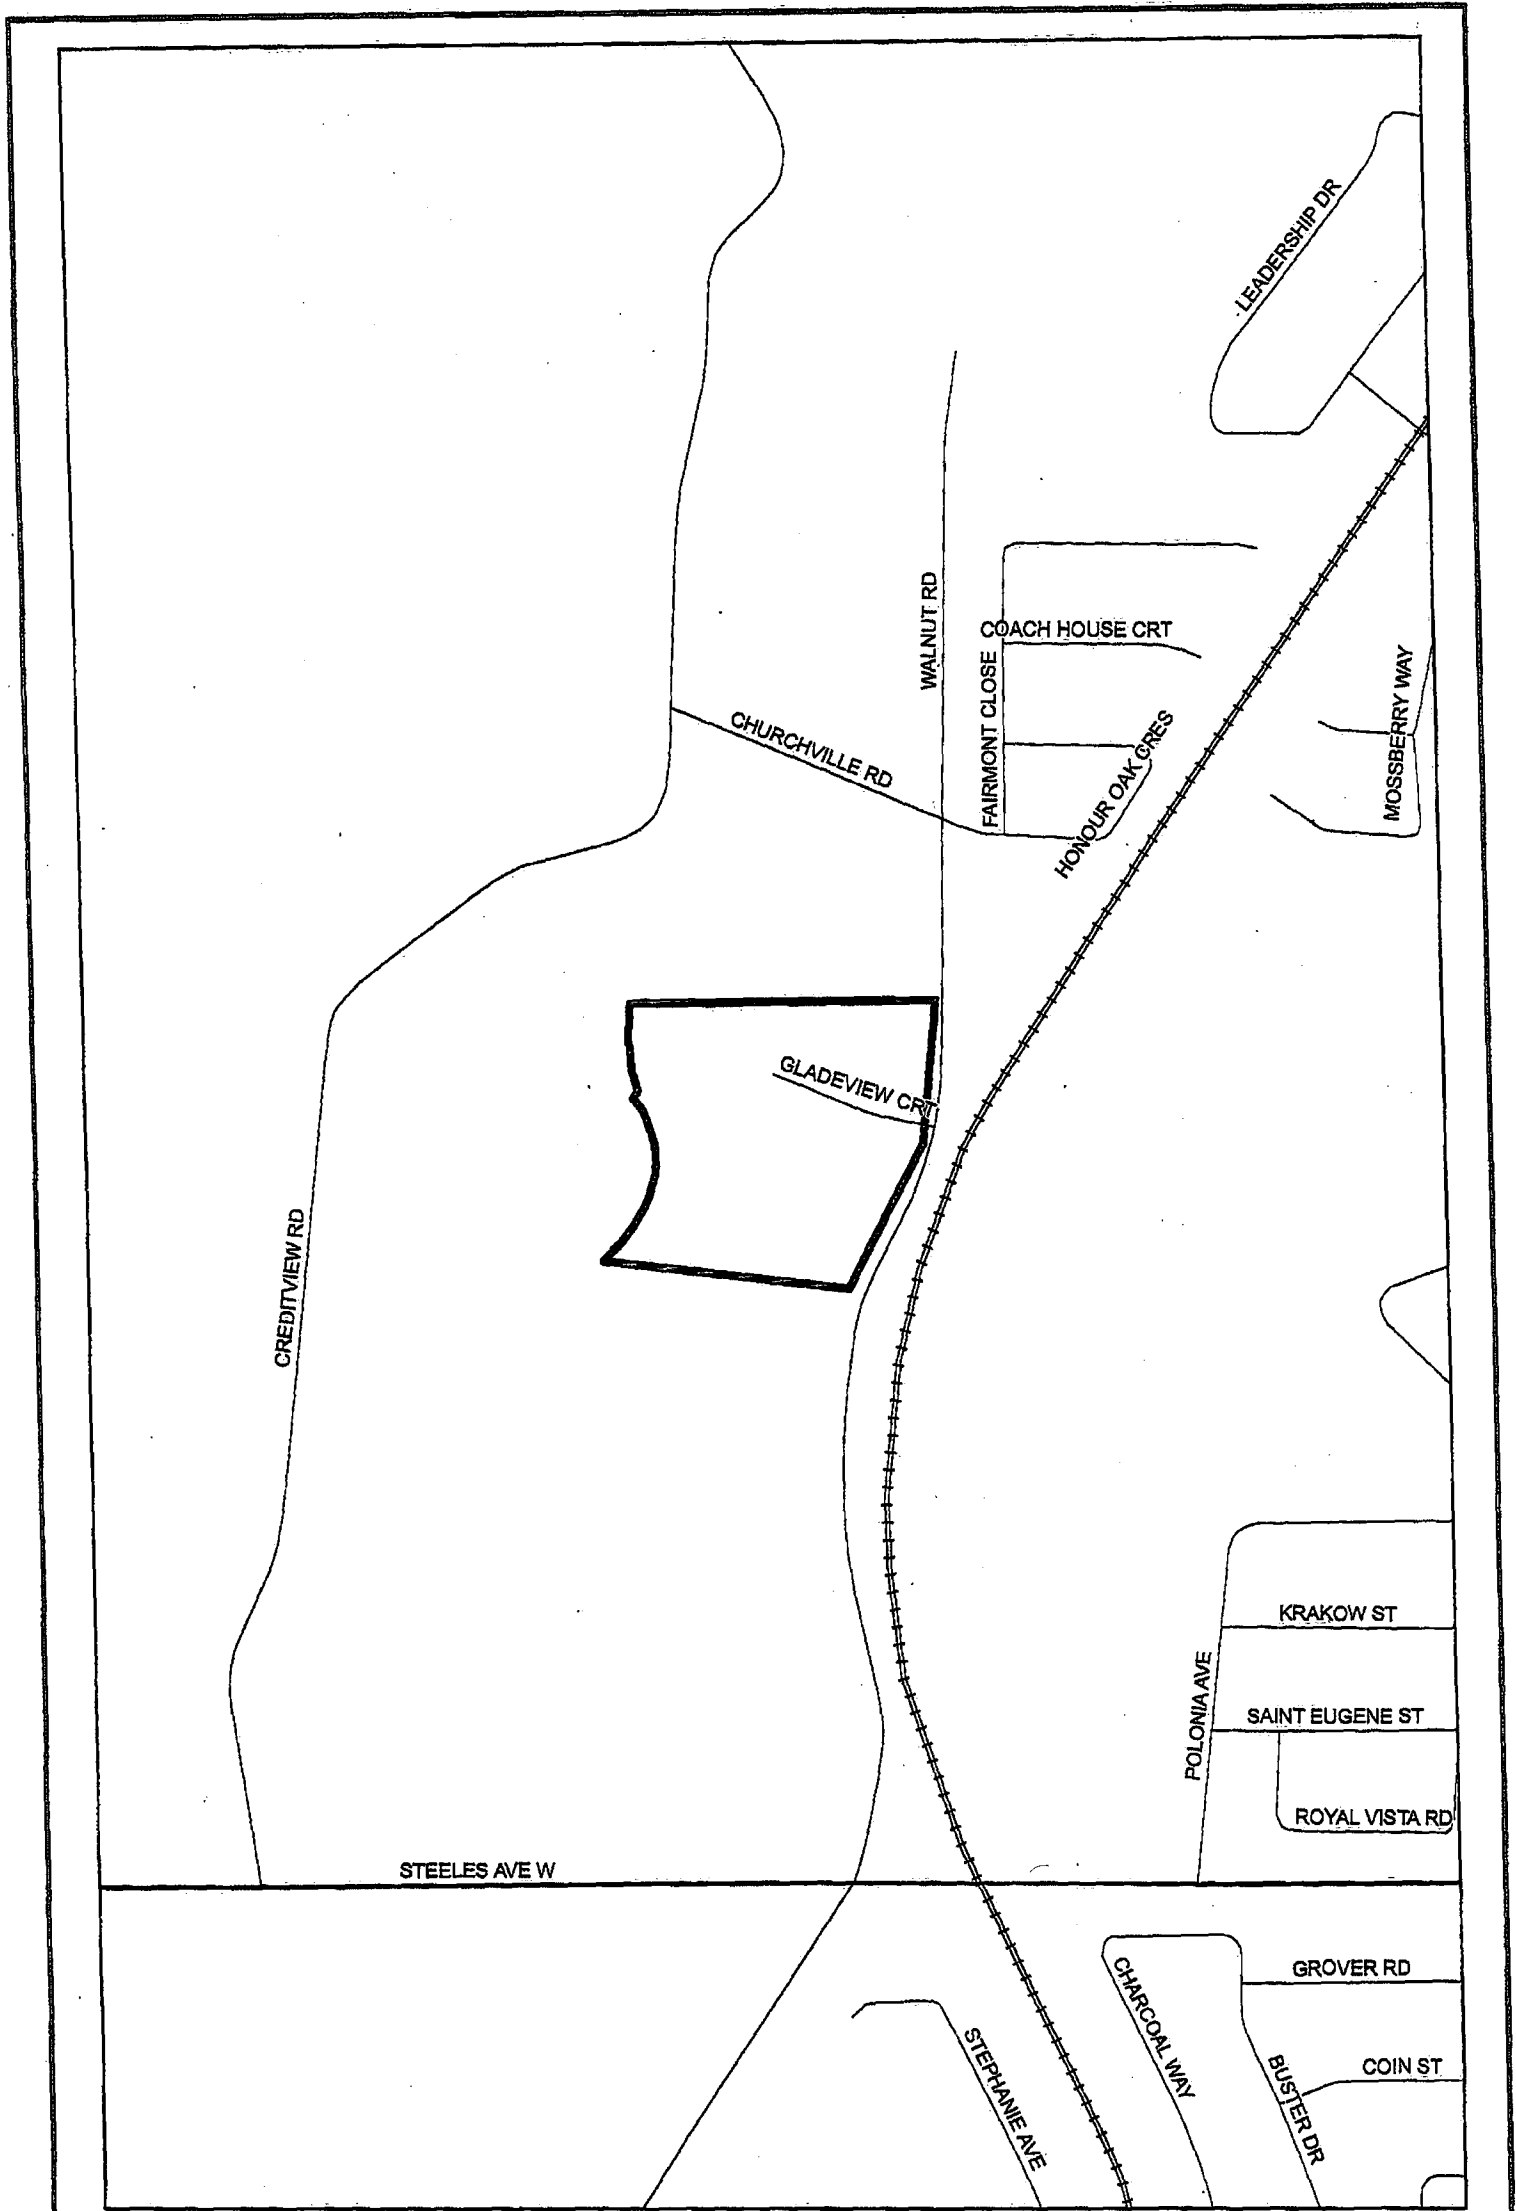 LEADERSHIP DR
WALNUT RD
COACH HOUSE CRT
FAIRMONT CLOSE
CHURCHVILLE RD
HONOUR OAK CRES
MOSSBERRY WAY
GLADEVIEW CRT
CREDITVIEW RD
KRAKOW ST
POLONIA AVE
SAINT EUGENE ST
ROYAL VISTA RD
STEELES AVE W
GROVER RD
CHARCOAL WAY
STEPHANIE AVE
COIN ST
BUSTER DR